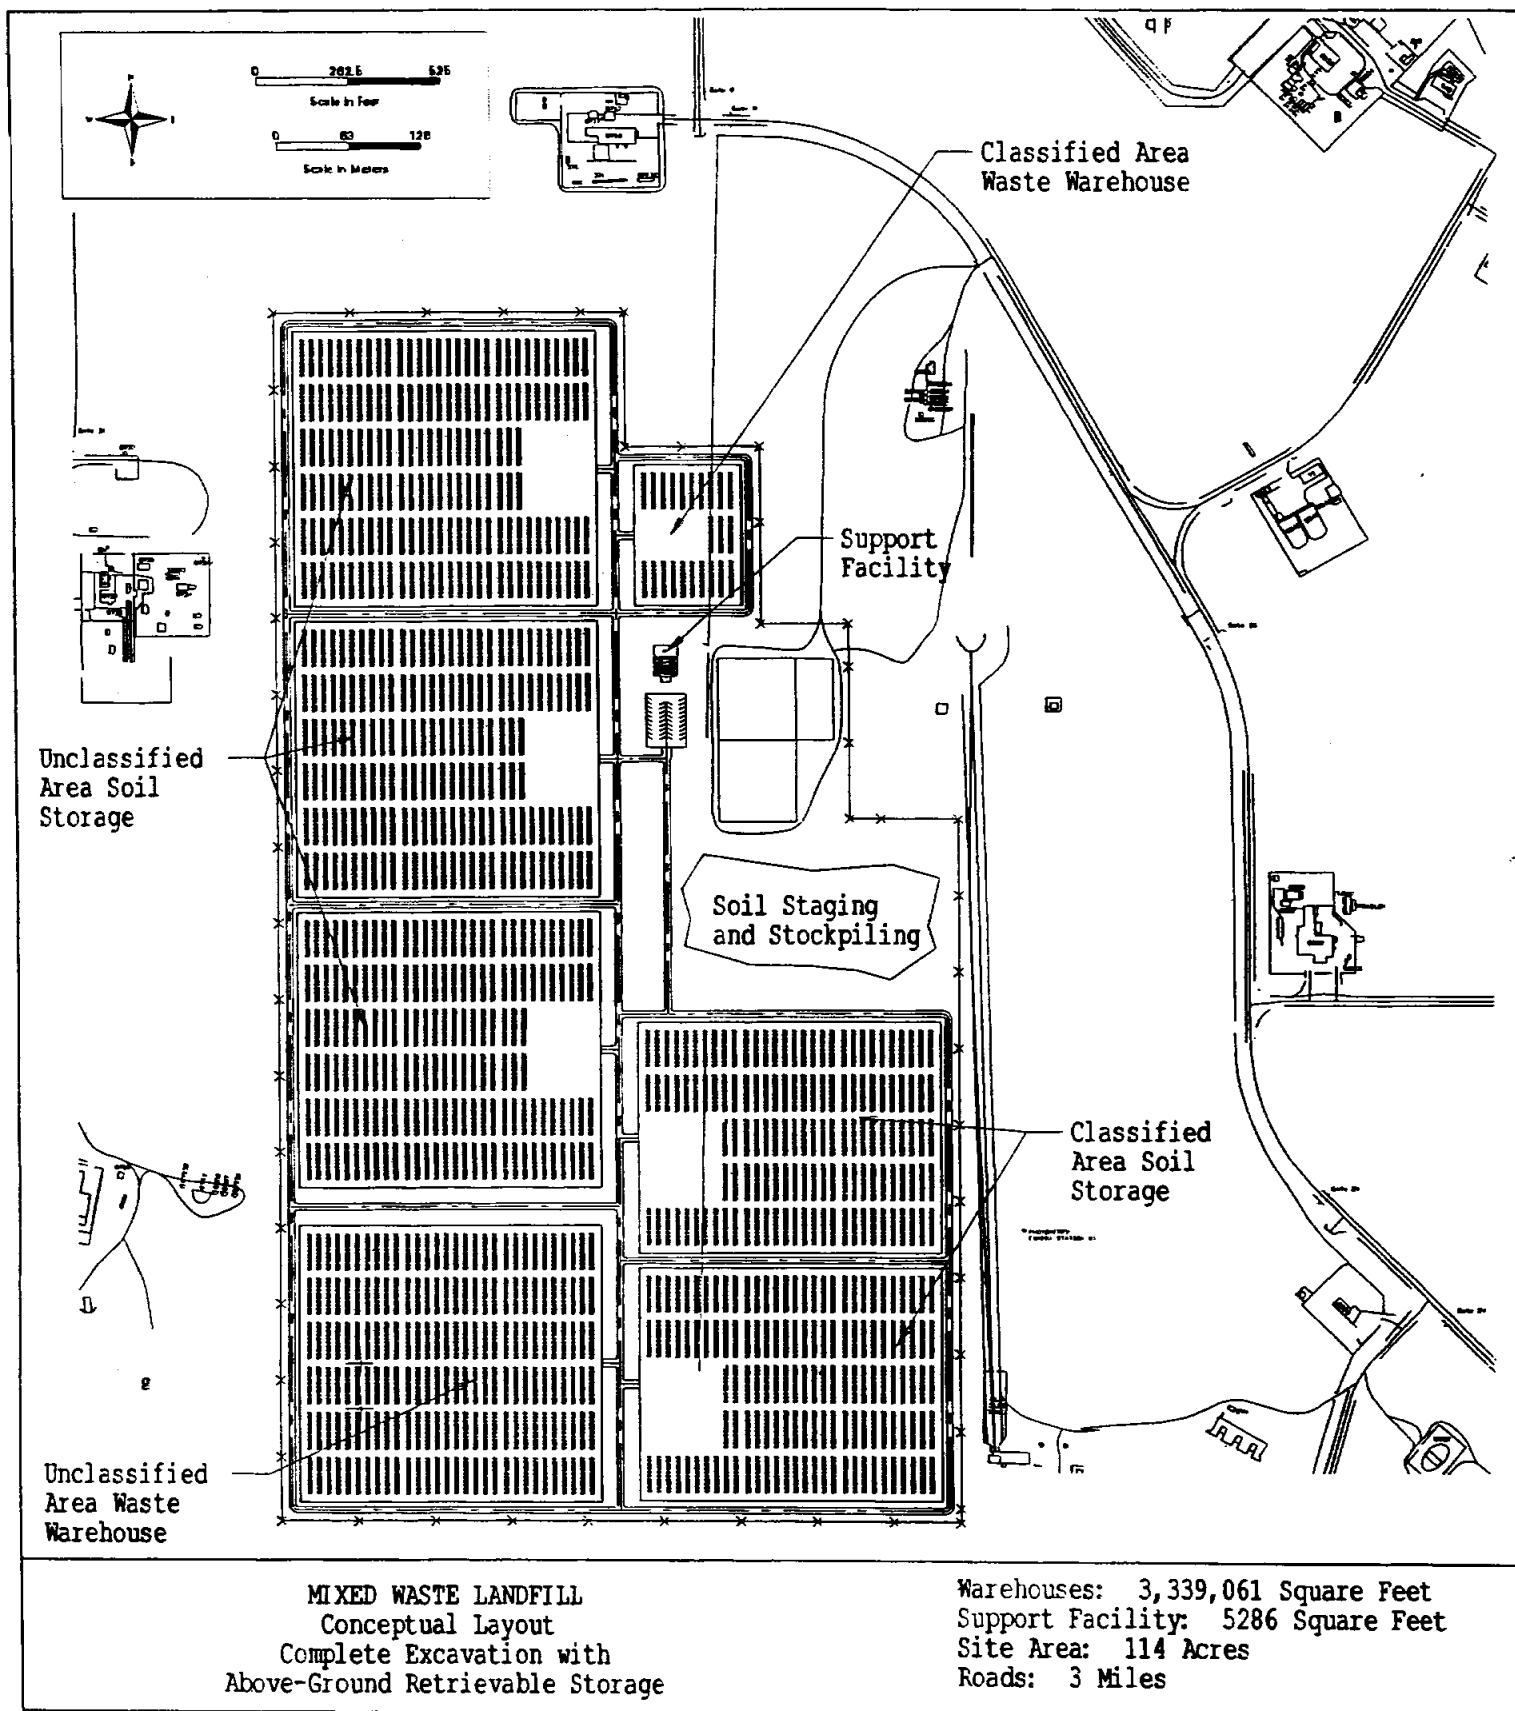 0 262.5 525
Scale in Feet
0 63 126
Scale in Meters
Classified Area
Waste Warehouse
Support
Facility
Unclassified
Area Soil
Storage
Soil Staging
and Stockpiling
Classified
Area Soil
Storage
Unclassified
Area Waste
Warehouse
MIXED WASTE LANDFILL
Conceptual Layout
Complete Excavation with
Above-Ground Retrievable Storage
Warehouses: 3,339,061 Square Feet
Support Facility: 5286 Square Feet
Site Area: 114 Acres
Roads: 3 Miles